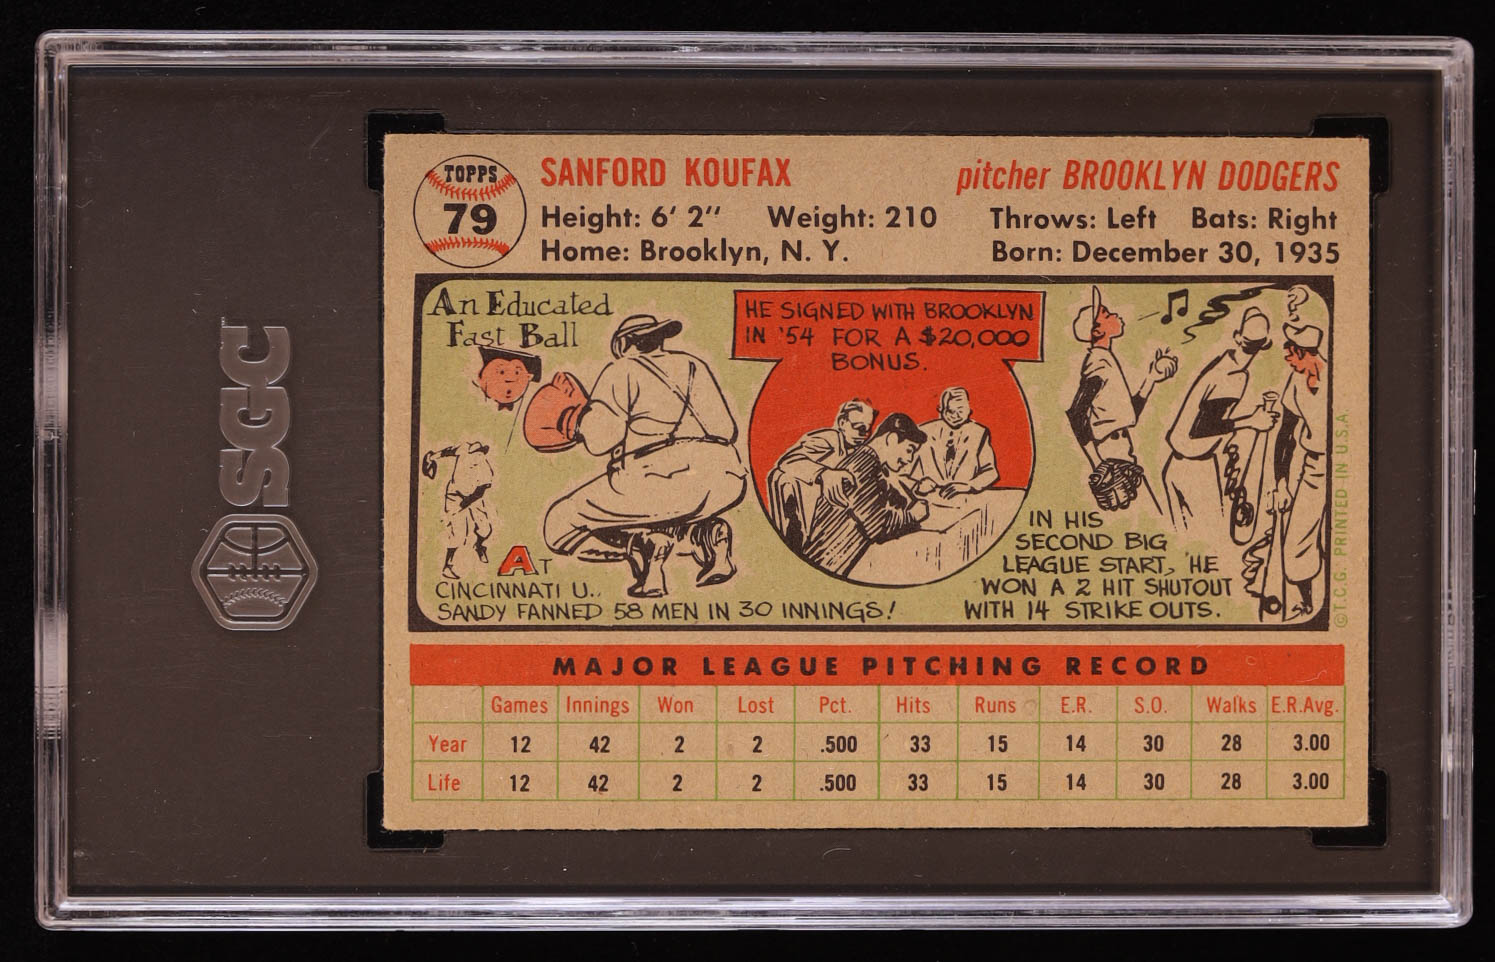 SGC
TOPPS
79
SANFORD KOUFAX
pitcher BROOKLYN DODGERS
Height: 6' 2" Weight: 210
Throws: Left Bats: Right
Home: Brooklyn, N. Y.
Born: December 30, 1935
An Educated
Fast Ball
AT
CINCINNATI U..
SANDY FANNED 58 MEN IN 30 INNINGS!
HE SIGNED WITH BROOKLYN
IN '54 FOR A $20,000
BONUS.
IN HIS
SECOND BIG
LEAGUE START, HE
WON A 2 HIT SHUTOUT
WITH 14 STRIKE OUTS.
©T.C.G. PRINTED IN U.S.A.
MAJOR LEAGUE PITCHING RECORD
Games Innings Won Lost Pct. Hits Runs E.R. S.O. Walks E.R.Avg.
Year 12 42 2 2 .500 33 15 14 30 28 3.00
Life 12 42 2 2 .500 33 15 14 30 28 3.00